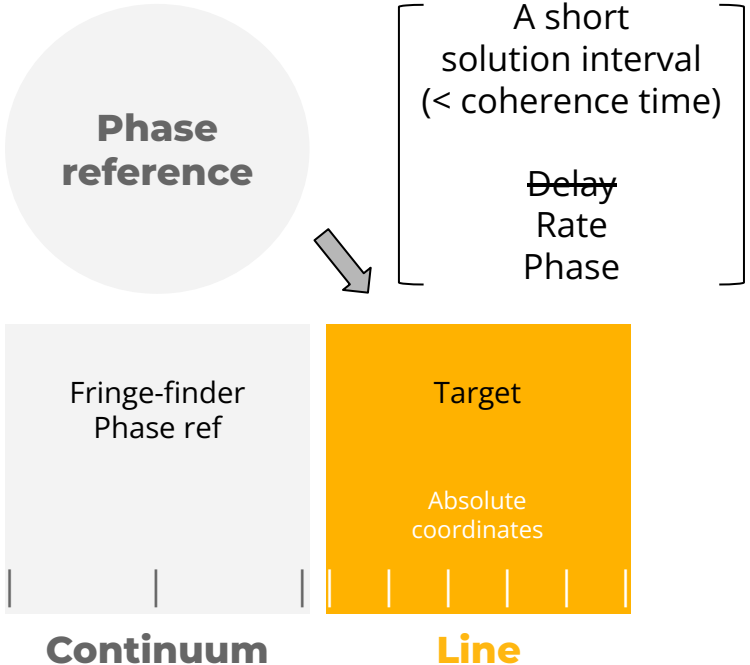 Phase
reference
A short
solution interval
(< coherence time)
Delay
Rate
Phase
Fringe-finder
Phase ref
Target
Absolute
coordinates
Continuum
Line